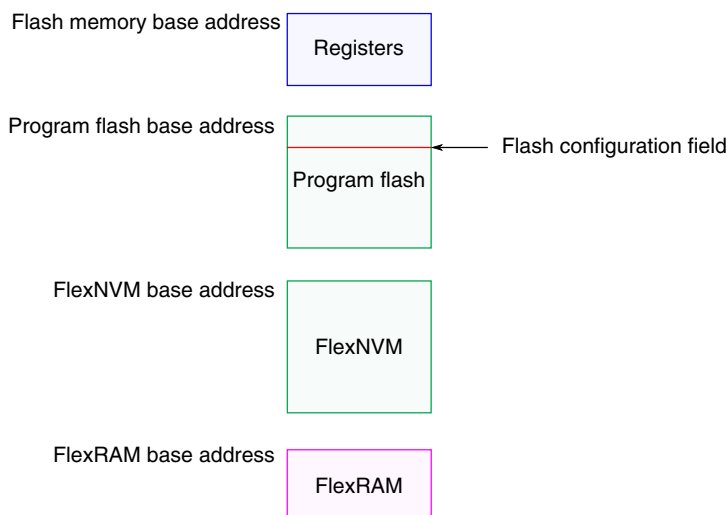 Flash memory base address
Registers
Program flash base address
Flash configuration field
Program flash
FlexNVM base address
FlexNVM
FlexRAM base address
FlexRAM